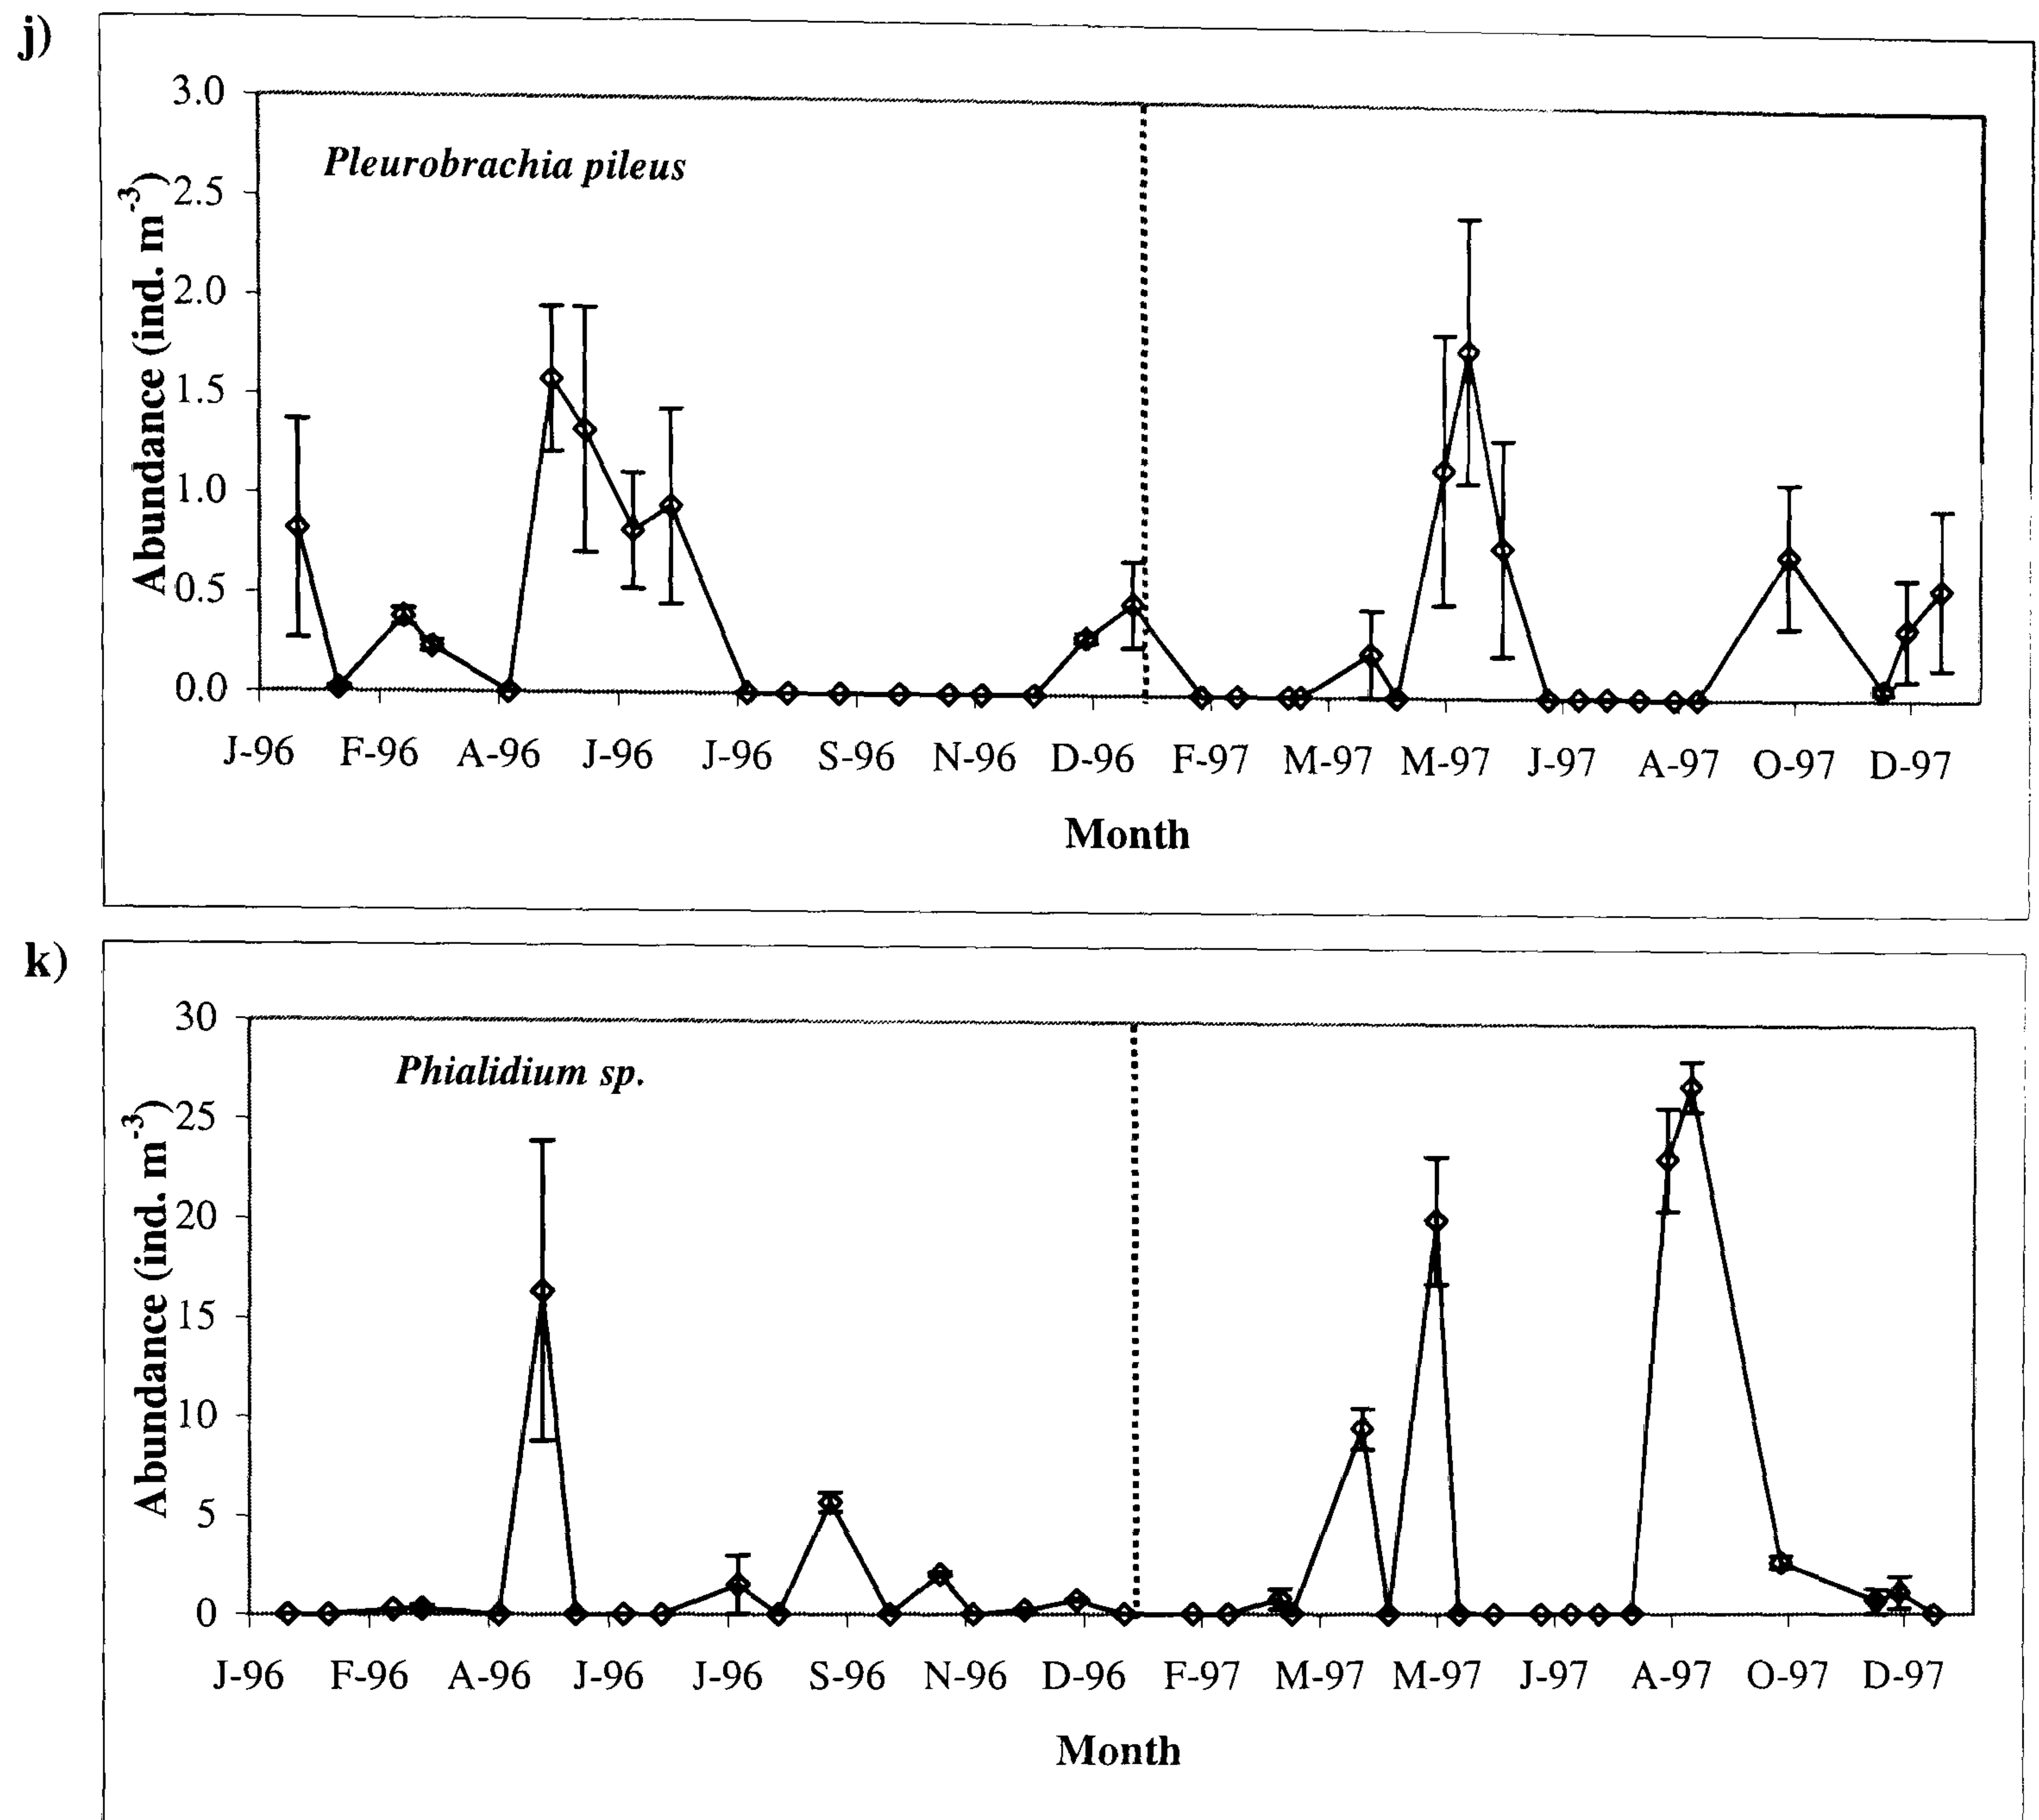 j)
3.0
2.5
2.0
1.5
1.0
0.5
0.0
Abundance (ind. m-3)
Pleurobrachia pileus
J-96 F-96 A-96 J-96 J-96 S-96 N-96 D-96 F-97 M-97 M-97 J-97 A-97 O-97 D-97
Month
k)
30
25
20
15
10
5
0
Abundance (ind. m-3)
Phialidium sp.
J-96 F-96 A-96 J-96 J-96 S-96 N-96 D-96 F-97 M-97 M-97 J-97 A-97 O-97 D-97
Month